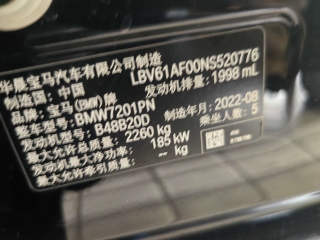 华晨宝马汽车有限公司制造
制造国：中国 LBV61AF00NS520776
品牌：宝马(BMW)牌 发动机排量：1998 mL
整车型号：BMW7201PN
发动机型号：B48B20D 制造年月：2022-08
最大允许总质量：2260 kg 乘坐人数：5
发动机最大净功率：185 kW
最大允许牵引质量：-- kg